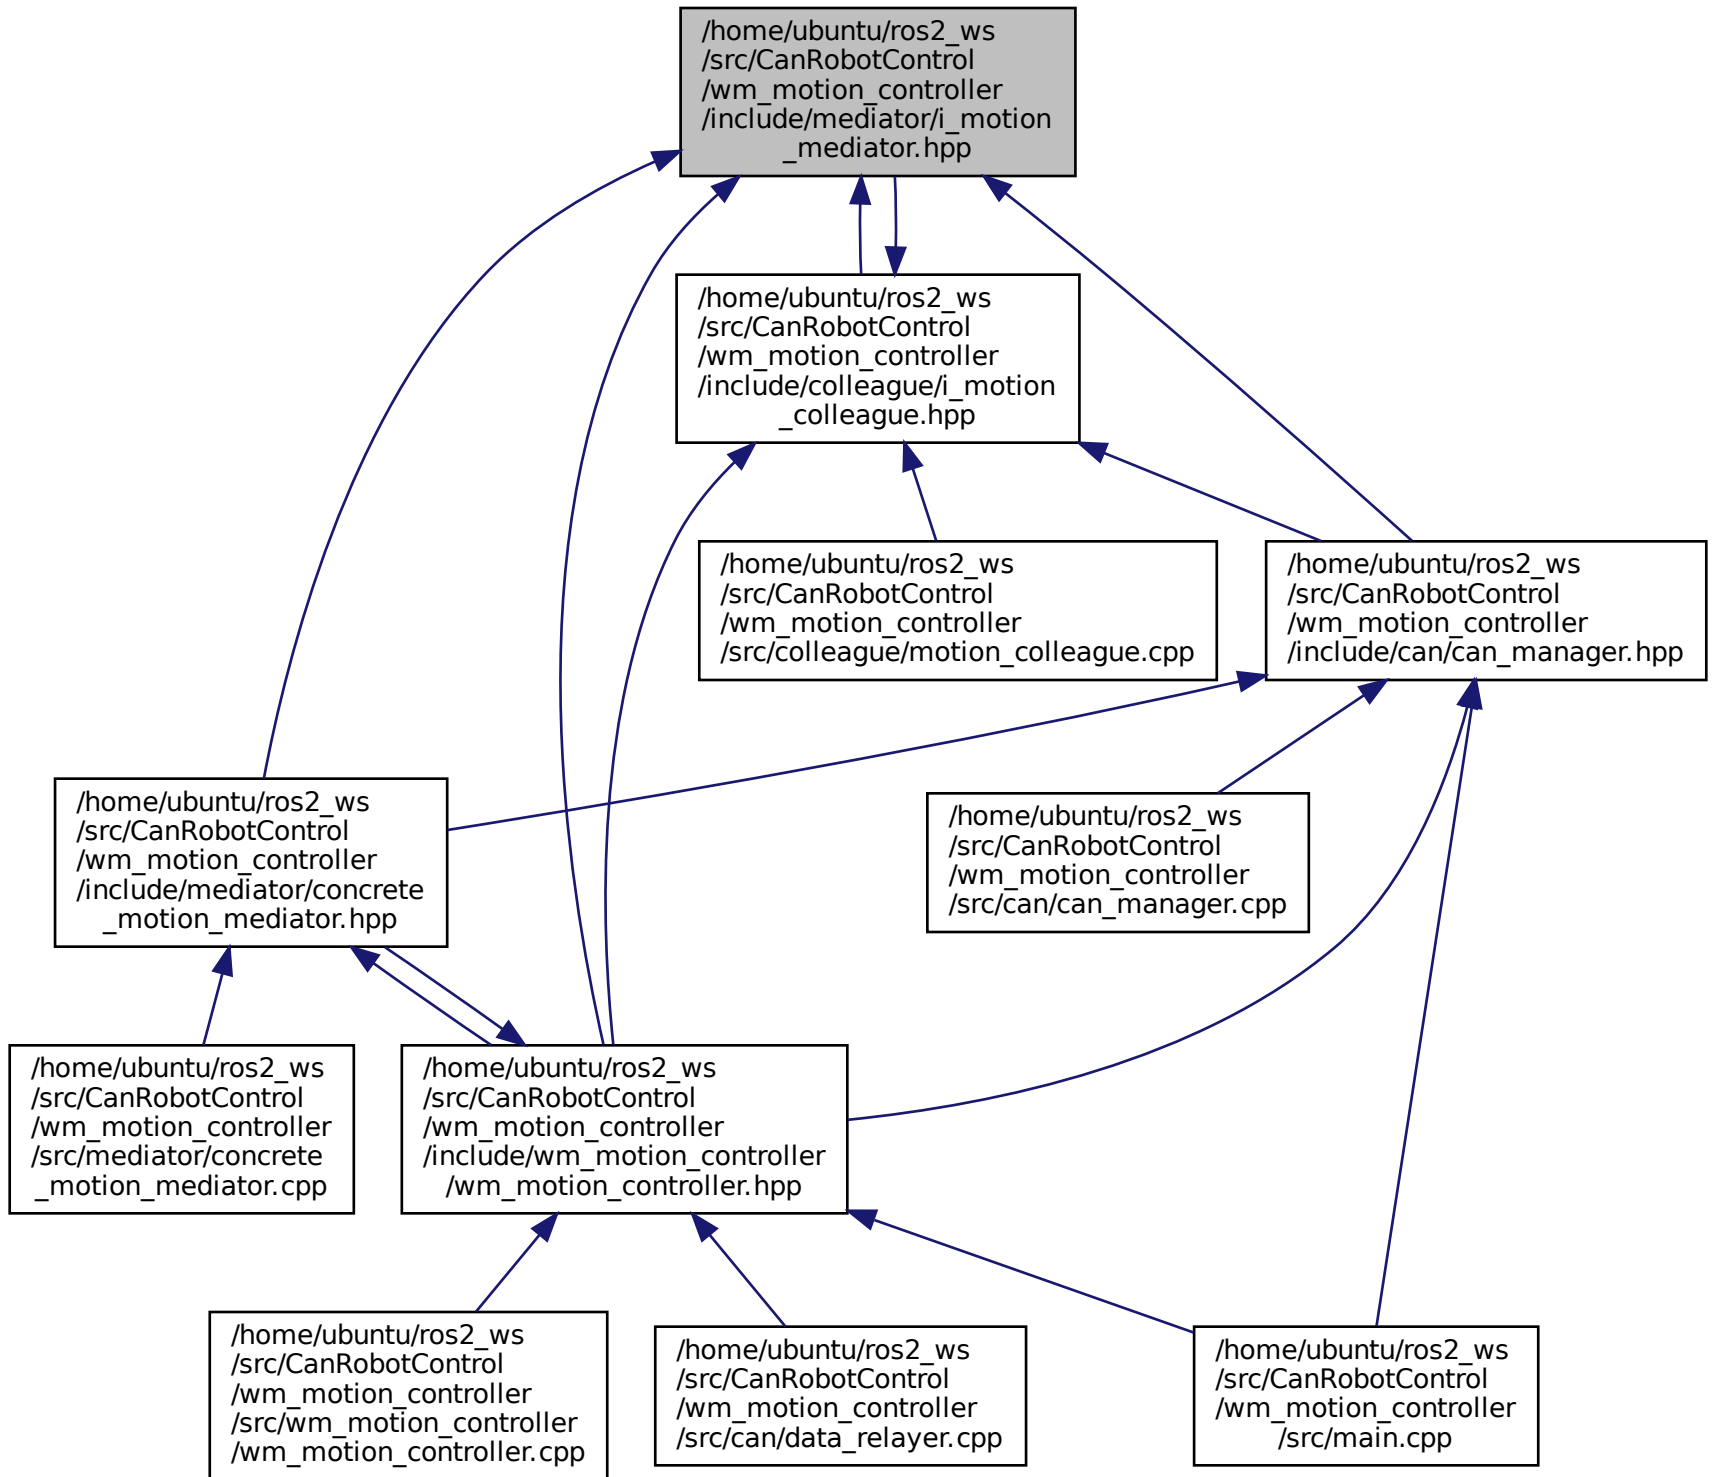 /home/ubuntu/ros2_ws
/src/CanRobotControl
/wm_motion_controller
/include/mediator/i_motion
_mediator.hpp
/home/ubuntu/ros2_ws
/src/CanRobotControl
/wm_motion_controller
/include/colleague/i_motion
_colleague.hpp
/home/ubuntu/ros2_ws
/src/CanRobotControl
/wm_motion_controller
/src/colleague/motion_colleague.cpp
/home/ubuntu/ros2_ws
/src/CanRobotControl
/wm_motion_controller
/include/can/can_manager.hpp
/home/ubuntu/ros2_ws
/src/CanRobotControl
/wm_motion_controller
/include/mediator/concrete
_motion_mediator.hpp
/home/ubuntu/ros2_ws
/src/CanRobotControl
/wm_motion_controller
/src/can/can_manager.cpp
/home/ubuntu/ros2_ws
/src/CanRobotControl
/wm_motion_controller
/src/mediator/concrete
_motion_mediator.cpp
/home/ubuntu/ros2_ws
/src/CanRobotControl
/wm_motion_controller
/include/wm_motion_controller
/wm_motion_controller.hpp
/home/ubuntu/ros2_ws
/src/CanRobotControl
/wm_motion_controller
/src/wm_motion_controller
/wm_motion_controller.cpp
/home/ubuntu/ros2_ws
/src/CanRobotControl
/wm_motion_controller
/src/can/data_relayer.cpp
/home/ubuntu/ros2_ws
/src/CanRobotControl
/wm_motion_controller
/src/main.cpp